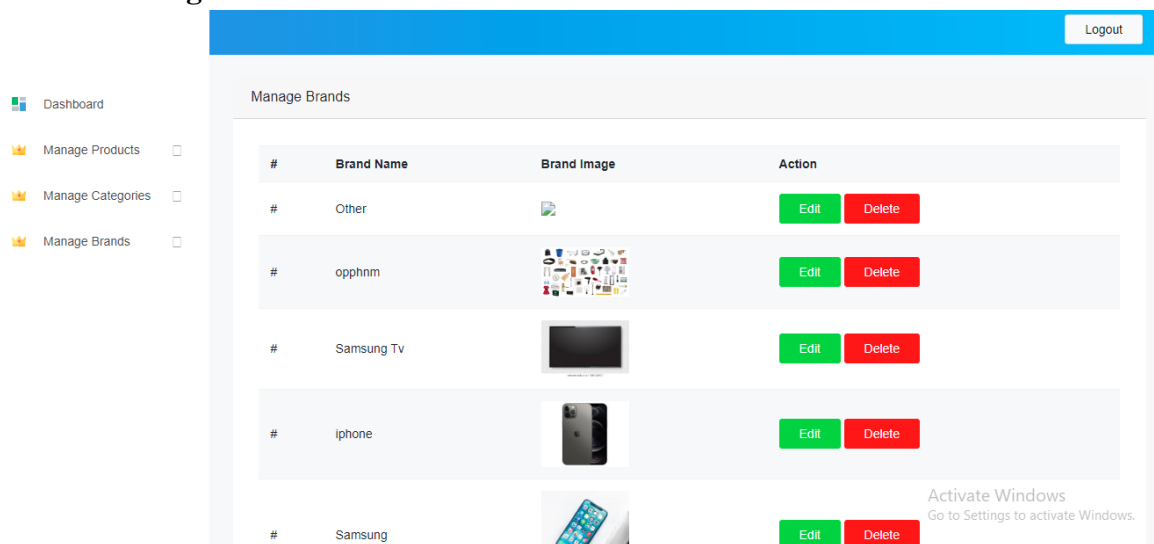 Logout
Dashboard
Manage Products
Manage Categories
Manage Brands
Manage Brands
# Brand Name Brand Image Action
# Other Edit Delete
# opphnm Edit Delete
# Samsung Tv Edit Delete
# iphone Edit Delete
# Samsung Edit Delete
Activate Windows
Go to Settings to activate Windows.